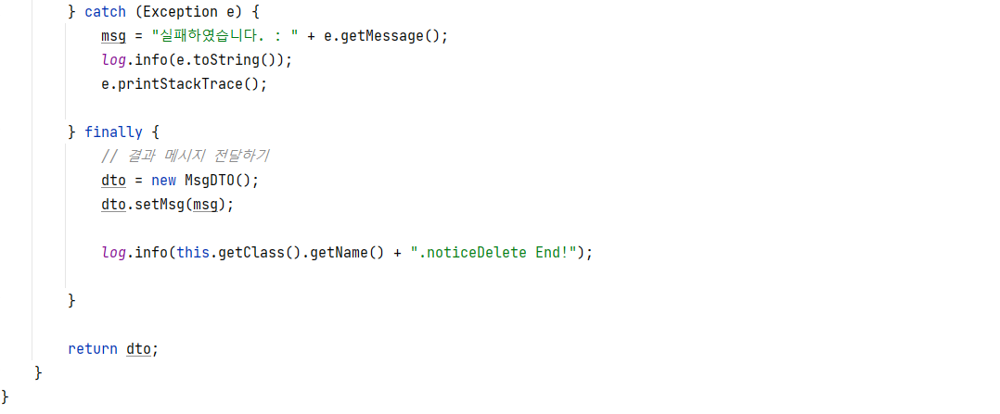 } catch (Exception e) {
msg = "실패하였습니다. : " + e.getMessage();
log.info(e.toString());
e.printStackTrace();
} finally {
// 결과 메시지 전달하기
dto = new MsgDTO();
dto.setMsg(msg);
log.info(this.getClass().getName() + ".noticeDelete End!");
}
return dto;
}
}